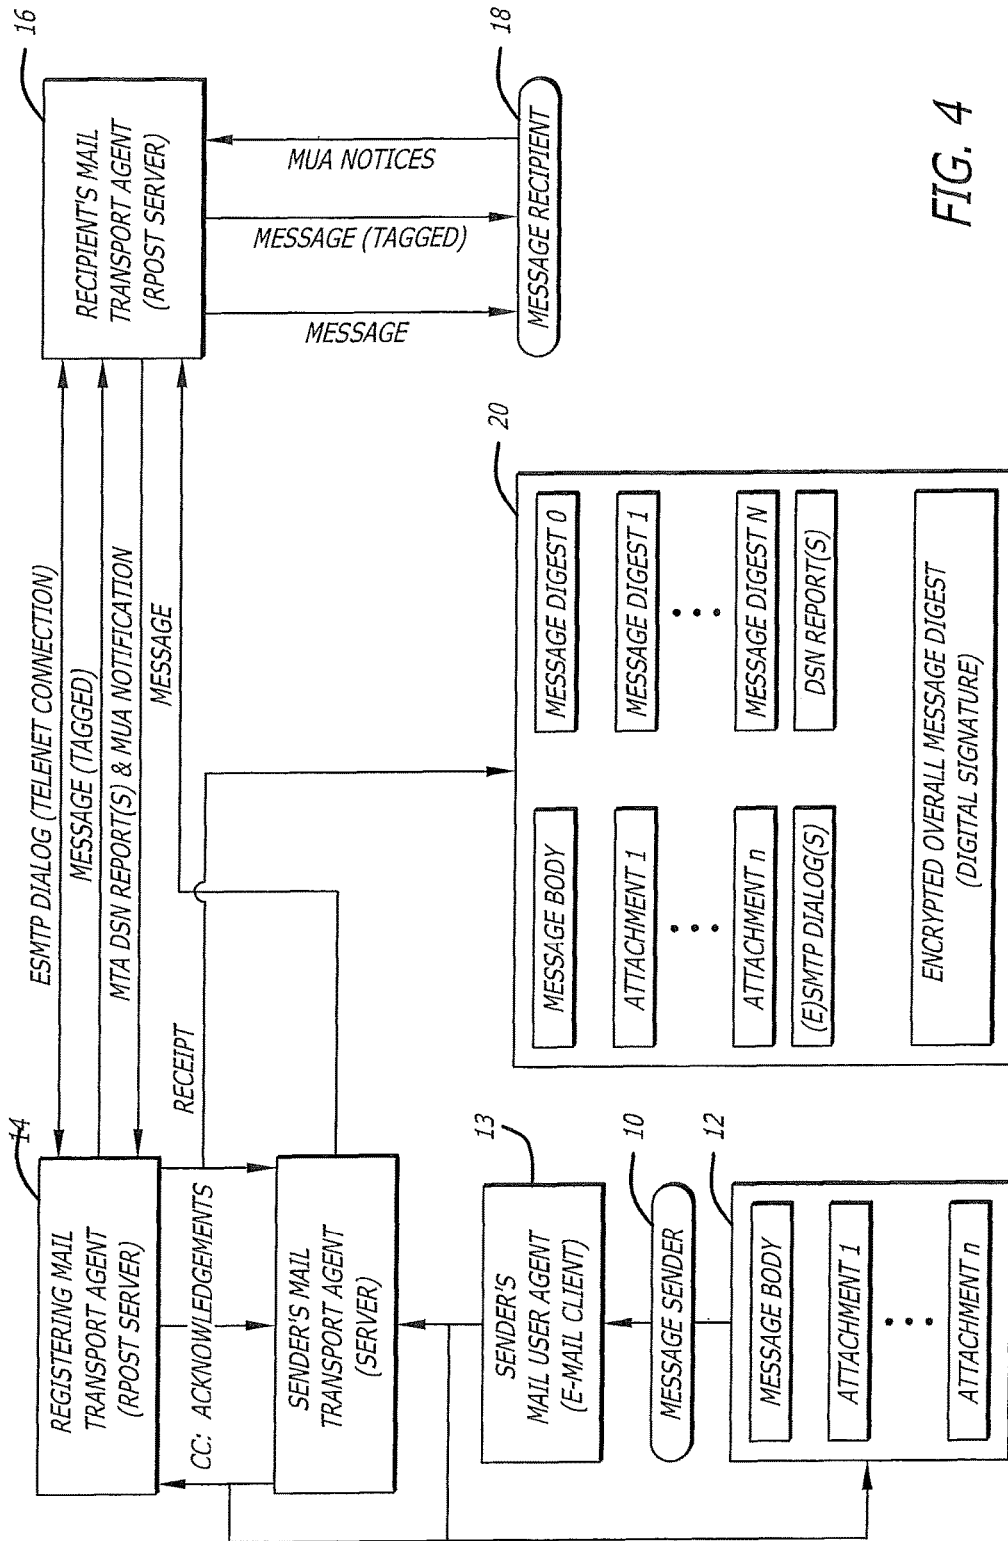 14
REGISTERING MAIL
TRANSPORT AGENT
(RPOST SERVER)
ESMTP DIALOG (TELENET CONNECTION)
MESSAGE (TAGGED)
MTA DSN REPORT(S) & MUA NOTIFICATION
MESSAGE
16
RECIPIENT'S MAIL
TRANSPORT AGENT
(RPOST SERVER)
CC: ACKNOWLEDGEMENTS
RECEIPT
SENDER'S MAIL
TRANSPORT AGENT
(SERVER)
MESSAGE
MESSAGE (TAGGED)
MUA NOTICES
18
MESSAGE RECIPIENT
13
SENDER'S
MAIL USER AGENT
(E-MAIL CLIENT)
10
MESSAGE SENDER
12
MESSAGE BODY
ATTACHMENT 1
ATTACHMENT n
20
MESSAGE BODY
MESSAGE DIGEST 0
ATTACHMENT 1
MESSAGE DIGEST 1
ATTACHMENT n
MESSAGE DIGEST N
(E)SMTP DIALOG(S)
DSN REPORT(S)
ENCRYPTED OVERALL MESSAGE DIGEST
(DIGITAL SIGNATURE)
FIG. 4